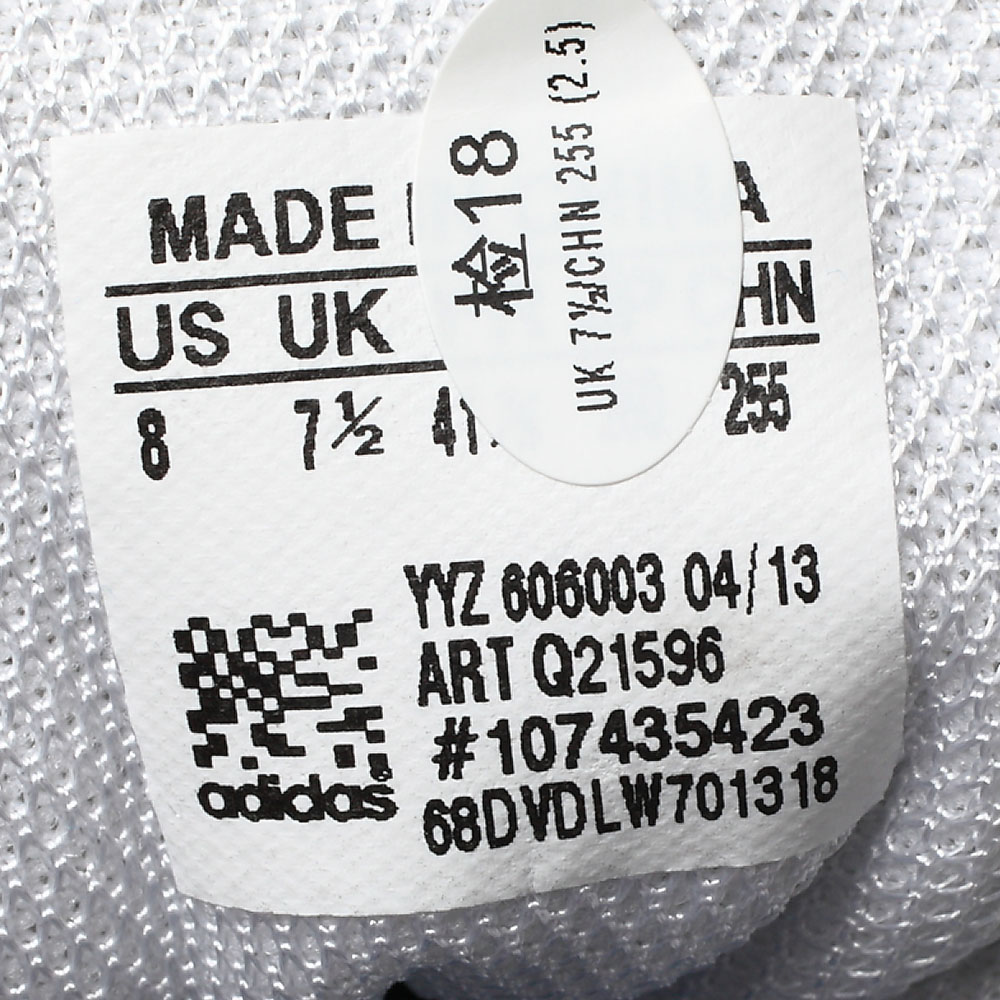 MADE
US UK HN
8 7½ 41 255
检18
UK 7½CHN 255 (2.5)
YYZ 606003 04/13
ART Q21596
#107435423
68DVDLW701318
adidas